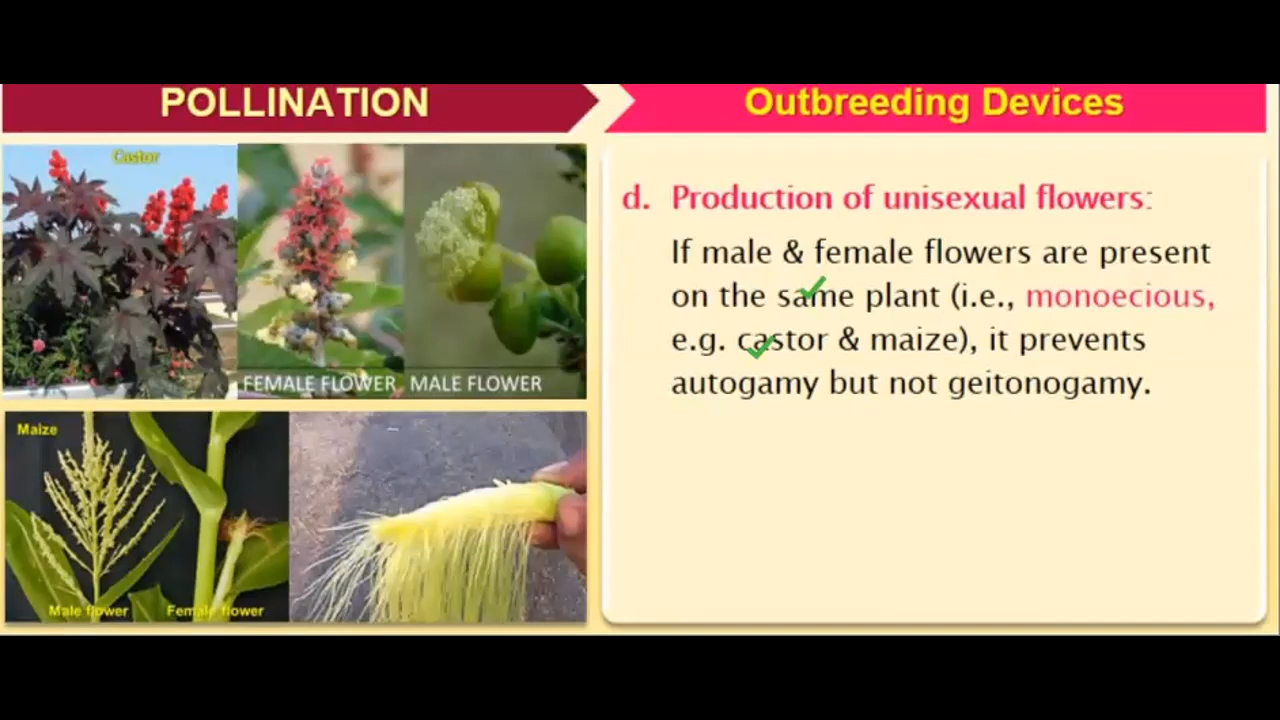 POLLINATION
Outbreeding Devices
Castor
FEMALE FLOWER
MALE FLOWER
Maize
Male flower
Female flower
d. Production of unisexual flowers:
If male & female flowers are present
on the same plant (i.e., monoecious,
e.g. castor & maize), it prevents
autogamy but not geitonogamy.